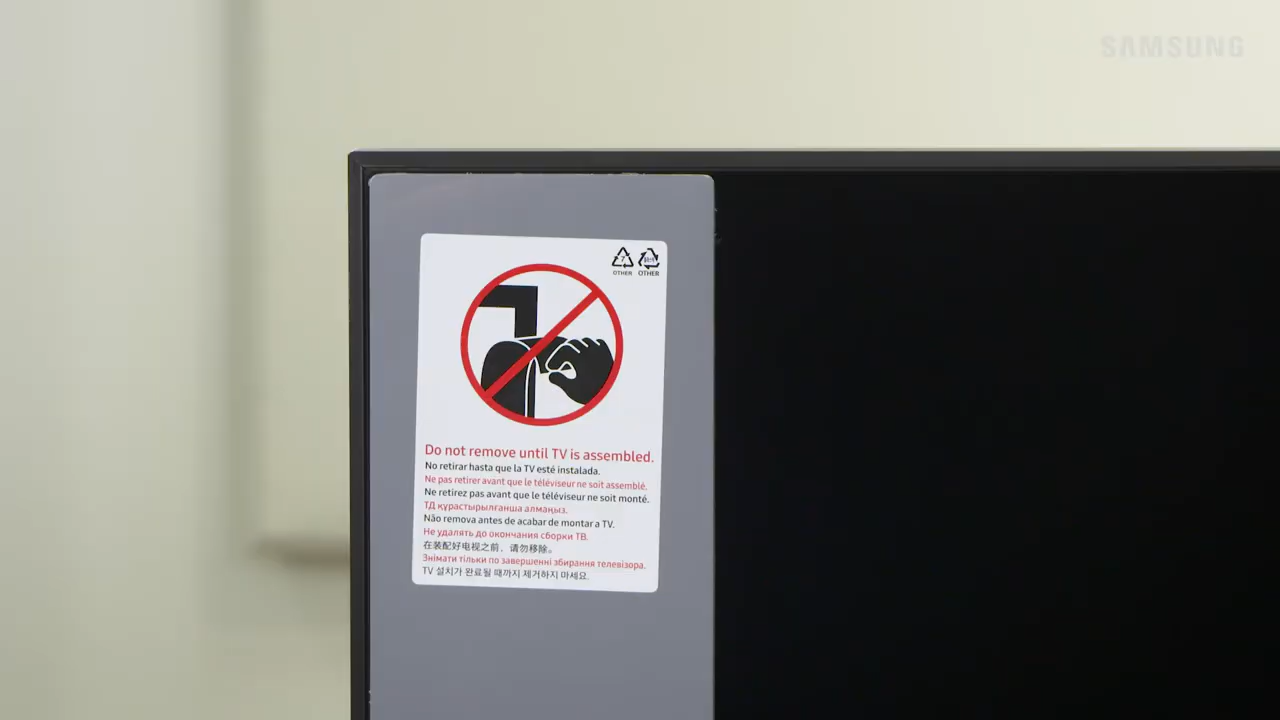 SAMSUNG
OTHER OTHER
Do not remove until TV is assembled.
No retirar hasta que la TV esté instalada.
Ne pas retirer avant que le téléviseur ne soit assemblé.
Ne retirez pas avant que le téléviseur ne soit monté.
ТД құрастырылғанша алмаңыз.
Não remova antes de acabar de montar a TV.
Не удалять до окончания сборки ТВ.
在装配好电视之前，请勿移除。
Знімати тільки по завершенні збирання телевізора.
TV 설치가 완료될 때까지 제거하지 마세요.